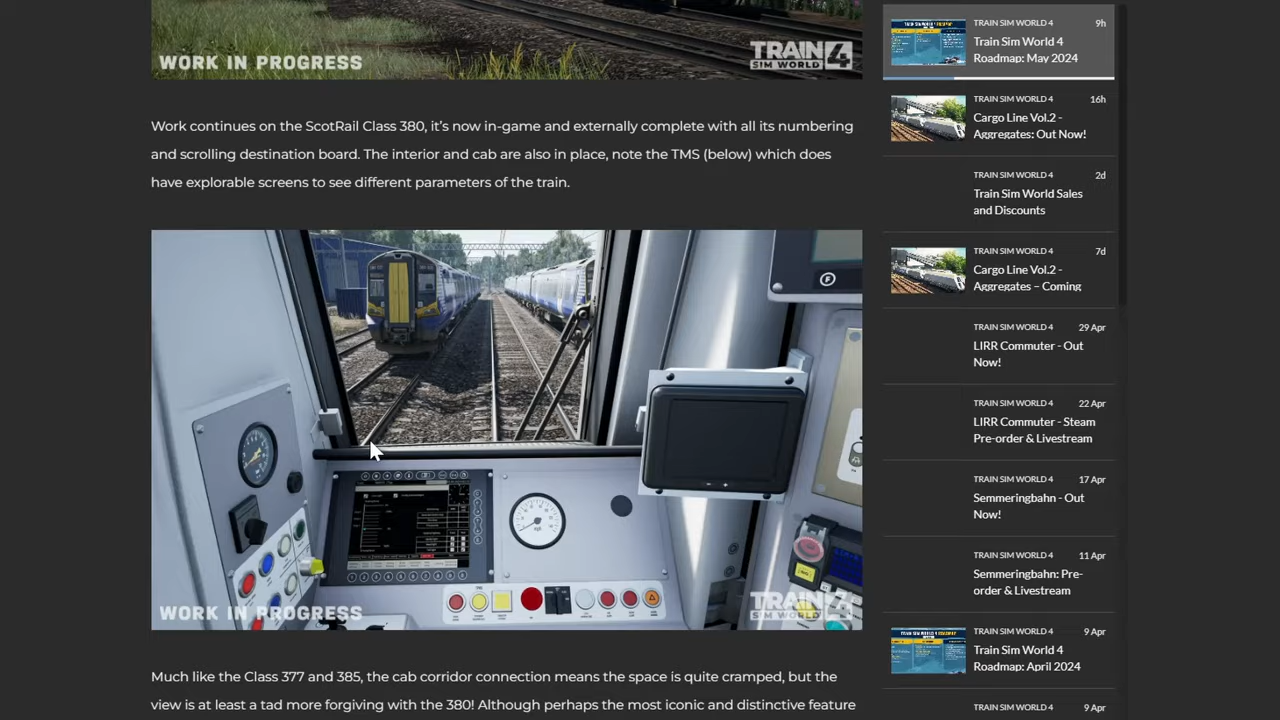 WORK IN PROGRESS
TRAIN 4
SIM WORLD
Work continues on the ScotRail Class 380, it's now in-game and externally complete with all its numbering
and scrolling destination board. The interior and cab are also in place, note the TMS (below) which does
have explorable screens to see different parameters of the train.
WORK IN PROGRESS
TRAIN 4
SIM WORLD
Much like the Class 377 and 385, the cab corridor connection means the space is quite cramped, but the
view is at least a tad more forgiving with the 380! Although perhaps the most iconic and distinctive feature
TRAIN SIM WORLD 4 9h
Train Sim World 4
Roadmap: May 2024
TRAIN SIM WORLD 4 16h
Cargo Line Vol.2 -
Aggregates: Out Now!
TRAIN SIM WORLD 4 2d
Train Sim World Sales
and Discounts
TRAIN SIM WORLD 4 7d
Cargo Line Vol.2 -
Aggregates – Coming
TRAIN SIM WORLD 4 29 Apr
LIRR Commuter - Out
Now!
TRAIN SIM WORLD 4 22 Apr
LIRR Commuter - Steam
Pre-order & Livestream
TRAIN SIM WORLD 4 17 Apr
Semmeringbahn - Out
Now!
TRAIN SIM WORLD 4 11 Apr
Semmeringbahn: Pre-
order & Livestream
TRAIN SIM WORLD 4 9 Apr
Train Sim World 4
Roadmap: April 2024
TRAIN SIM WORLD 4 9 Apr